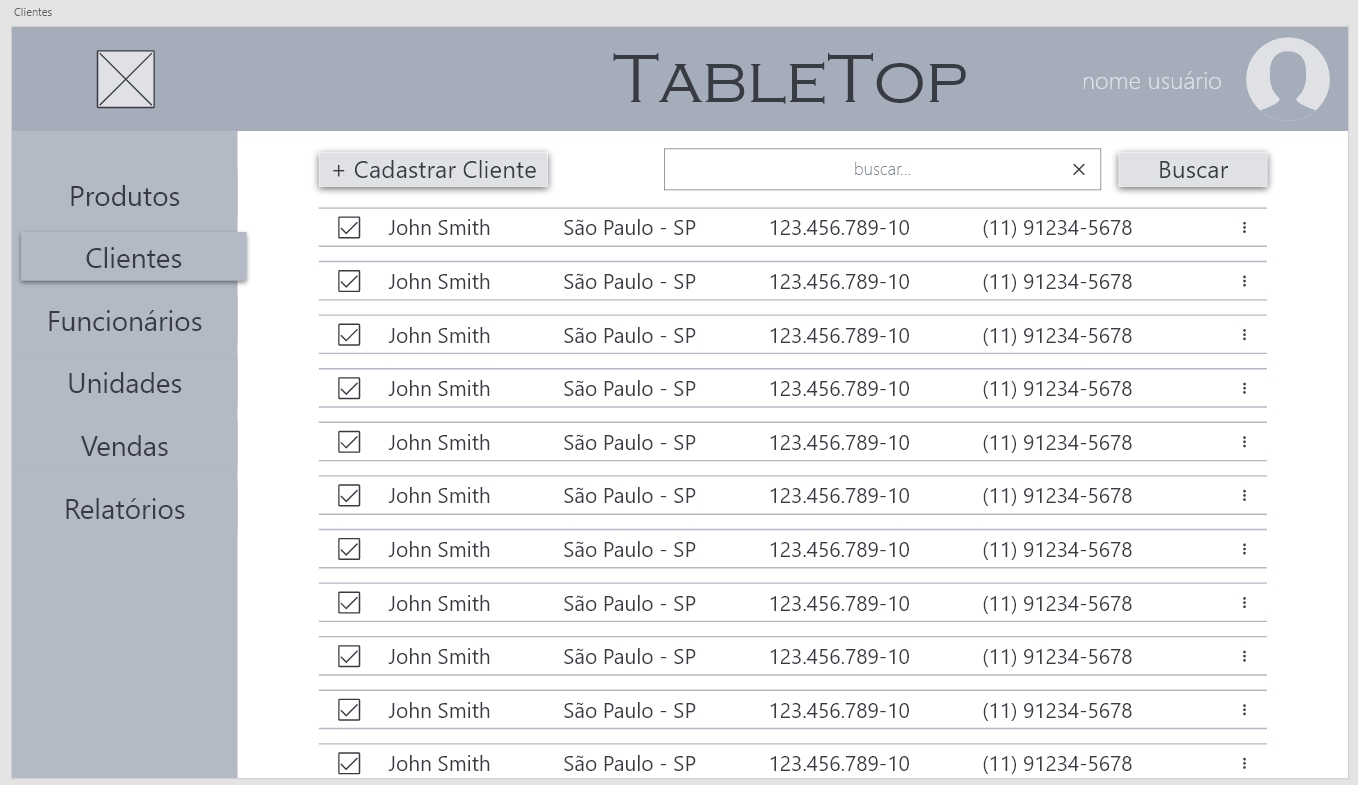 Clientes
TableTop
nome usuário
Produtos
Clientes
Funcionários
Unidades
Vendas
Relatórios
+ Cadastrar Cliente
buscar...
Buscar
John Smith São Paulo - SP 123.456.789-10 (11) 91234-5678
John Smith São Paulo - SP 123.456.789-10 (11) 91234-5678
John Smith São Paulo - SP 123.456.789-10 (11) 91234-5678
John Smith São Paulo - SP 123.456.789-10 (11) 91234-5678
John Smith São Paulo - SP 123.456.789-10 (11) 91234-5678
John Smith São Paulo - SP 123.456.789-10 (11) 91234-5678
John Smith São Paulo - SP 123.456.789-10 (11) 91234-5678
John Smith São Paulo - SP 123.456.789-10 (11) 91234-5678
John Smith São Paulo - SP 123.456.789-10 (11) 91234-5678
John Smith São Paulo - SP 123.456.789-10 (11) 91234-5678
John Smith São Paulo - SP 123.456.789-10 (11) 91234-5678